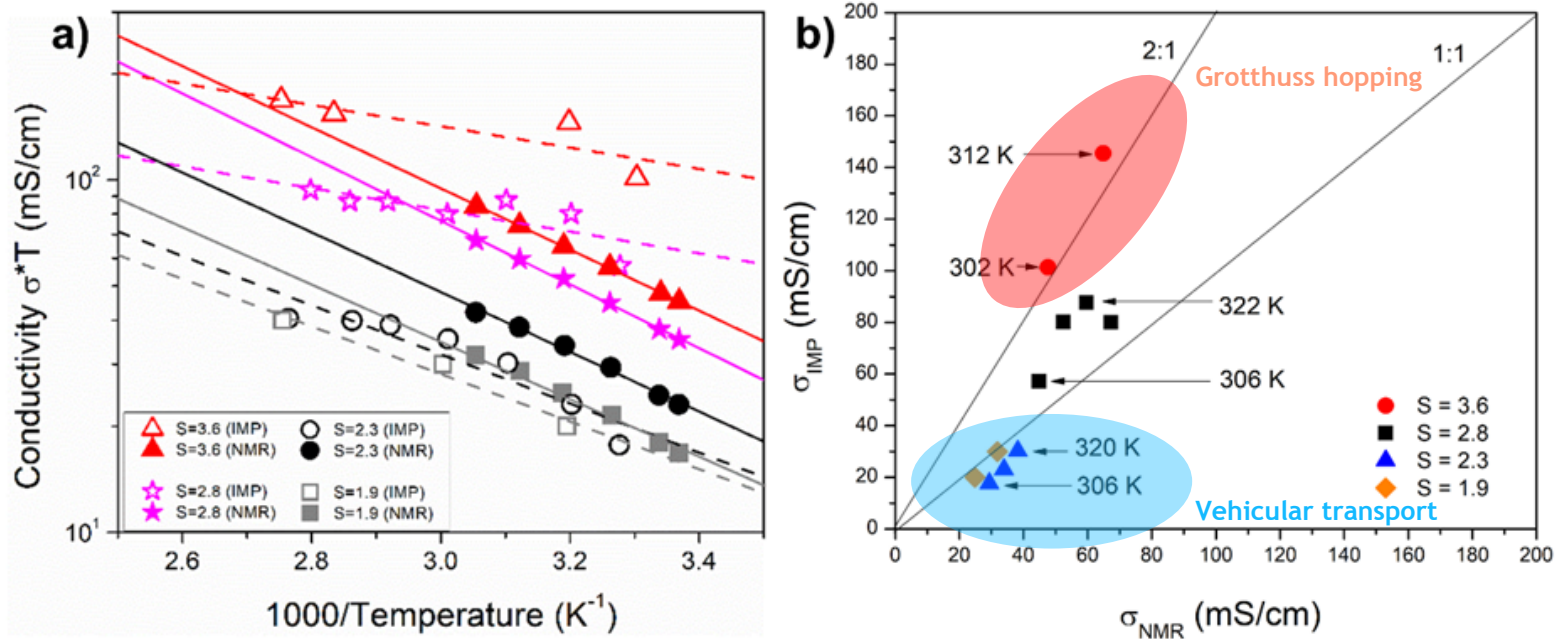 a)
Conductivity σ*T (mS/cm)
10²
10¹
S=3.6 (IMP)
S=3.6 (NMR)
S=2.8 (IMP)
S=2.8 (NMR)
S=2.3 (IMP)
S=2.3 (NMR)
S=1.9 (IMP)
S=1.9 (NMR)
2.6 2.8 3.0 3.2 3.4
1000/Temperature (K⁻¹)
b)
σ_IMP (mS/cm)
200
180
160
140
120
100
80
60
40
20
0
2:1
1:1
Grotthuss hopping
312 K
302 K
322 K
306 K
320 K
306 K
Vehicular transport
S = 3.6
S = 2.8
S = 2.3
S = 1.9
0 20 40 60 80 100 120 140 160 180 200
σ_NMR (mS/cm)